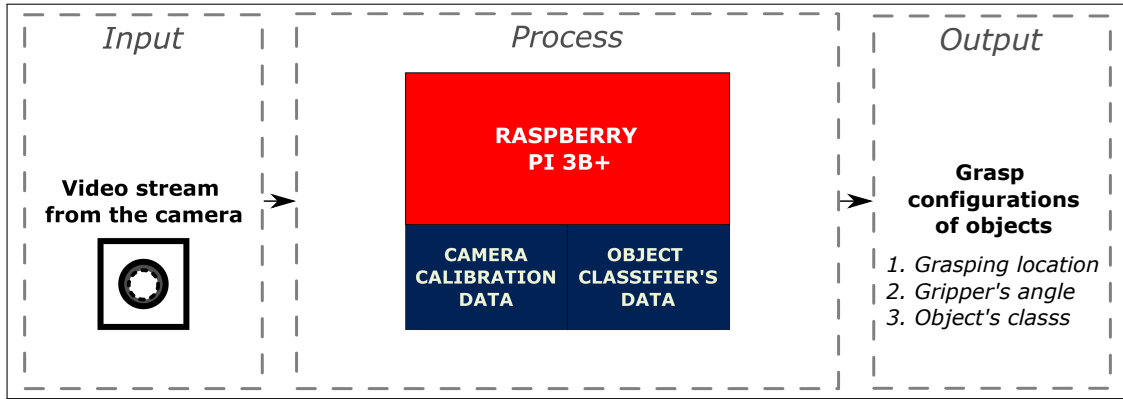 Input
Video stream
from the camera
Process
RASPBERRY
PI 3B+
CAMERA
CALIBRATION
DATA
OBJECT
CLASSIFIER'S
DATA
Output
Grasp
configurations
of objects
1. Grasping location
2. Gripper's angle
3. Object's classs